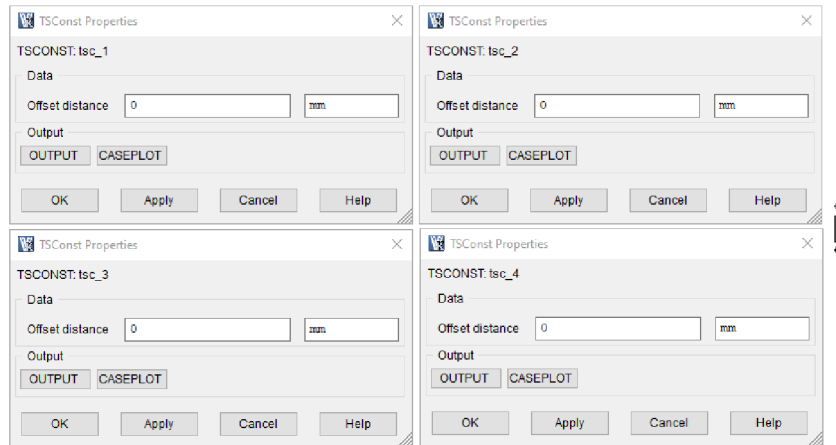 TSConst Properties
TSCONST: tsc_1
Data
Offset distance 0 mm
Output
OUTPUT CASEPLOT
OK Apply Cancel Help
TSConst Properties
TSCONST: tsc_2
Data
Offset distance 0 mm
Output
OUTPUT CASEPLOT
OK Apply Cancel Help
TSConst Properties
TSCONST: tsc_3
Data
Offset distance 0 mm
Output
OUTPUT CASEPLOT
OK Apply Cancel Help
TSConst Properties
TSCONST: tsc_4
Data
Offset distance 0 mm
Output
OUTPUT CASEPLOT
OK Apply Cancel Help